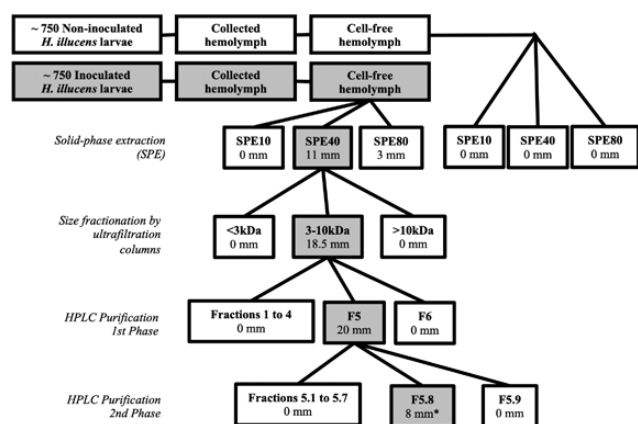 ~ 750 Non-inoculated
H. illucens larvae
Collected
hemolymph
Cell-free
hemolymph
~ 750 Inoculated
H. illucens larvae
Collected
hemolymph
Cell-free
hemolymph
Solid-phase extraction
(SPE)
SPE10
0 mm
SPE40
11 mm
SPE80
3 mm
SPE10
0 mm
SPE40
0 mm
SPE80
0 mm
Size fractionation by
ultrafiltration
columns
<3kDa
0 mm
3-10kDa
18.5 mm
>10kDa
0 mm
HPLC Purification
1st Phase
Fractions 1 to 4
0 mm
F5
20 mm
F6
0 mm
HPLC Purification
2nd Phase
Fractions 5.1 to 5.7
0 mm
F5.8
8 mm*
F5.9
0 mm